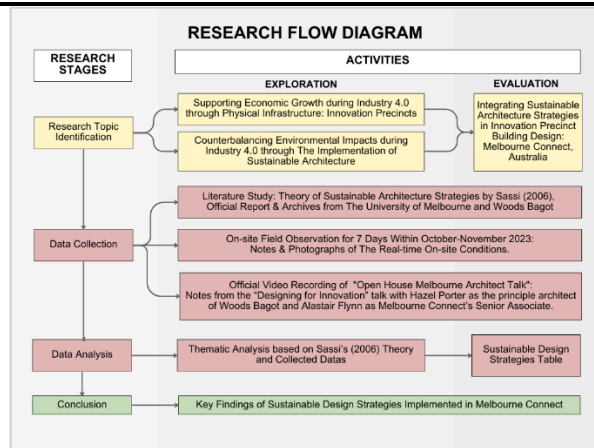 RESEARCH FLOW DIAGRAM
RESEARCH
STAGES
ACTIVITIES
EXPLORATION
EVALUATION
Research Topic
Identification
Supporting Economic Growth during Industry 4.0
through Physical Infrastructure: Innovation Precincts
Counterbalancing Environmental Impacts during
Industry 4.0 through The Implementation of
Sustainable Architecture
Integrating Sustainable
Architecture Strategies
in Innovation Precinct
Building Design:
Melbourne Connect,
Australia
Data Collection
Literature Study: Theory of Sustainable Architecture Strategies by Sassi (2006),
Official Report & Archives from The University of Melbourne and Woods Bagot
On-site Field Observation for 7 Days Within October-November 2023:
Notes & Photographs of The Real-time On-site Conditions.
Official Video Recording of "Open House Melbourne Architect Talk":
Notes from the "Designing for Innovation" talk with Hazel Porter as the principle architect
of Woods Bagot and Alastair Flynn as Melbourne Connect's Senior Associate.
Data Analysis
Thematic Analysis based on Sassi's (2006) Theory
and Collected Datas
Sustainable Design
Strategies Table
Conclusion
Key Findings of Sustainable Design Strategies Implemented in Melbourne Connect